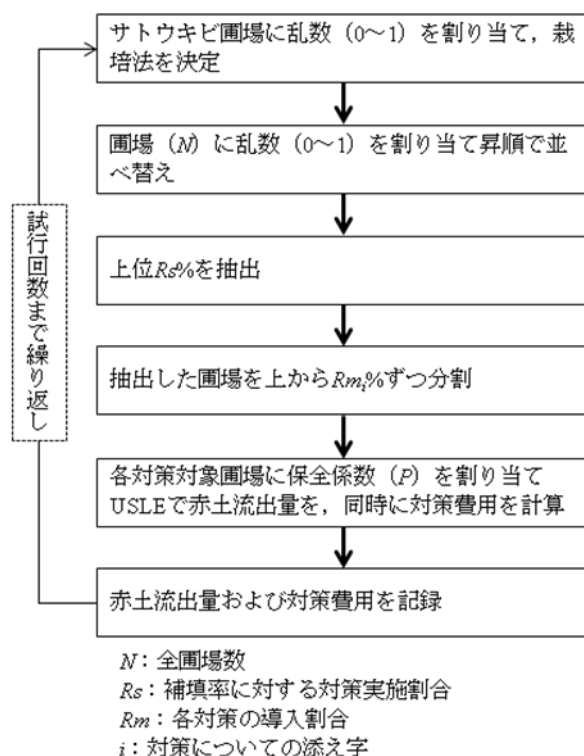 サトウキビ圃場に乱数（0～1）を割り当て，栽
培法を決定
圃場（N）に乱数（0～1）を割り当て昇順で並
べ替え
上位Rs%を抽出
抽出した圃場を上からRmi%ずつ分割
各対策対象圃場に保全係数（P）を割り当て
USLEで赤土流出量を，同時に対策費用を計算
赤土流出量および対策費用を記録
試行回数まで繰り返し
N：全圃場数
Rs：補填率に対する対策実施割合
Rm：各対策の導入割合
i：対策についての添え字